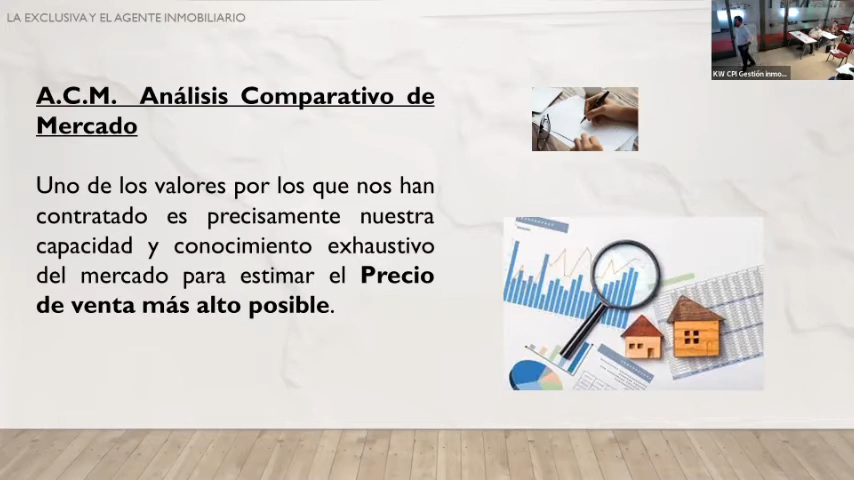 LA EXCLUSIVA Y EL AGENTE INMOBILIARIO
KW CPI Gestión inmo...
A.C.M. Análisis Comparativo de
Mercado
Uno de los valores por los que nos han
contratado es precisamente nuestra
capacidad y conocimiento exhaustivo
del mercado para estimar el Precio
de venta más alto posible.